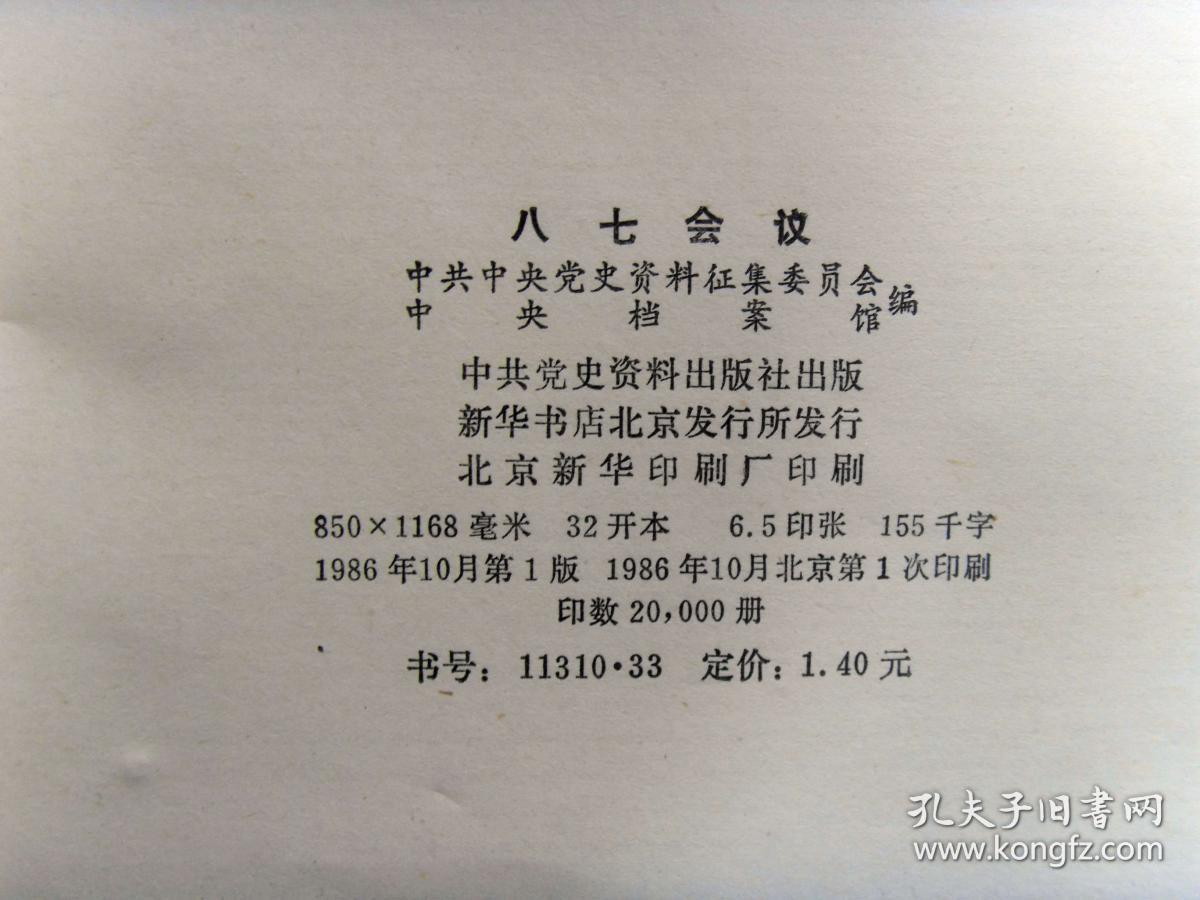 八七会议
中共中央党史资料征集委员会
中央档案馆 编
中共党史资料出版社出版
新华书店北京发行所发行
北京新华印刷厂印刷
850×1168毫米 32开本 6.5印张 155千字
1986年10月第1版 1986年10月北京第1次印刷
印数20,000册
书号：11310·33 定价：1.40元
孔夫子旧書网
www.kongfz.com